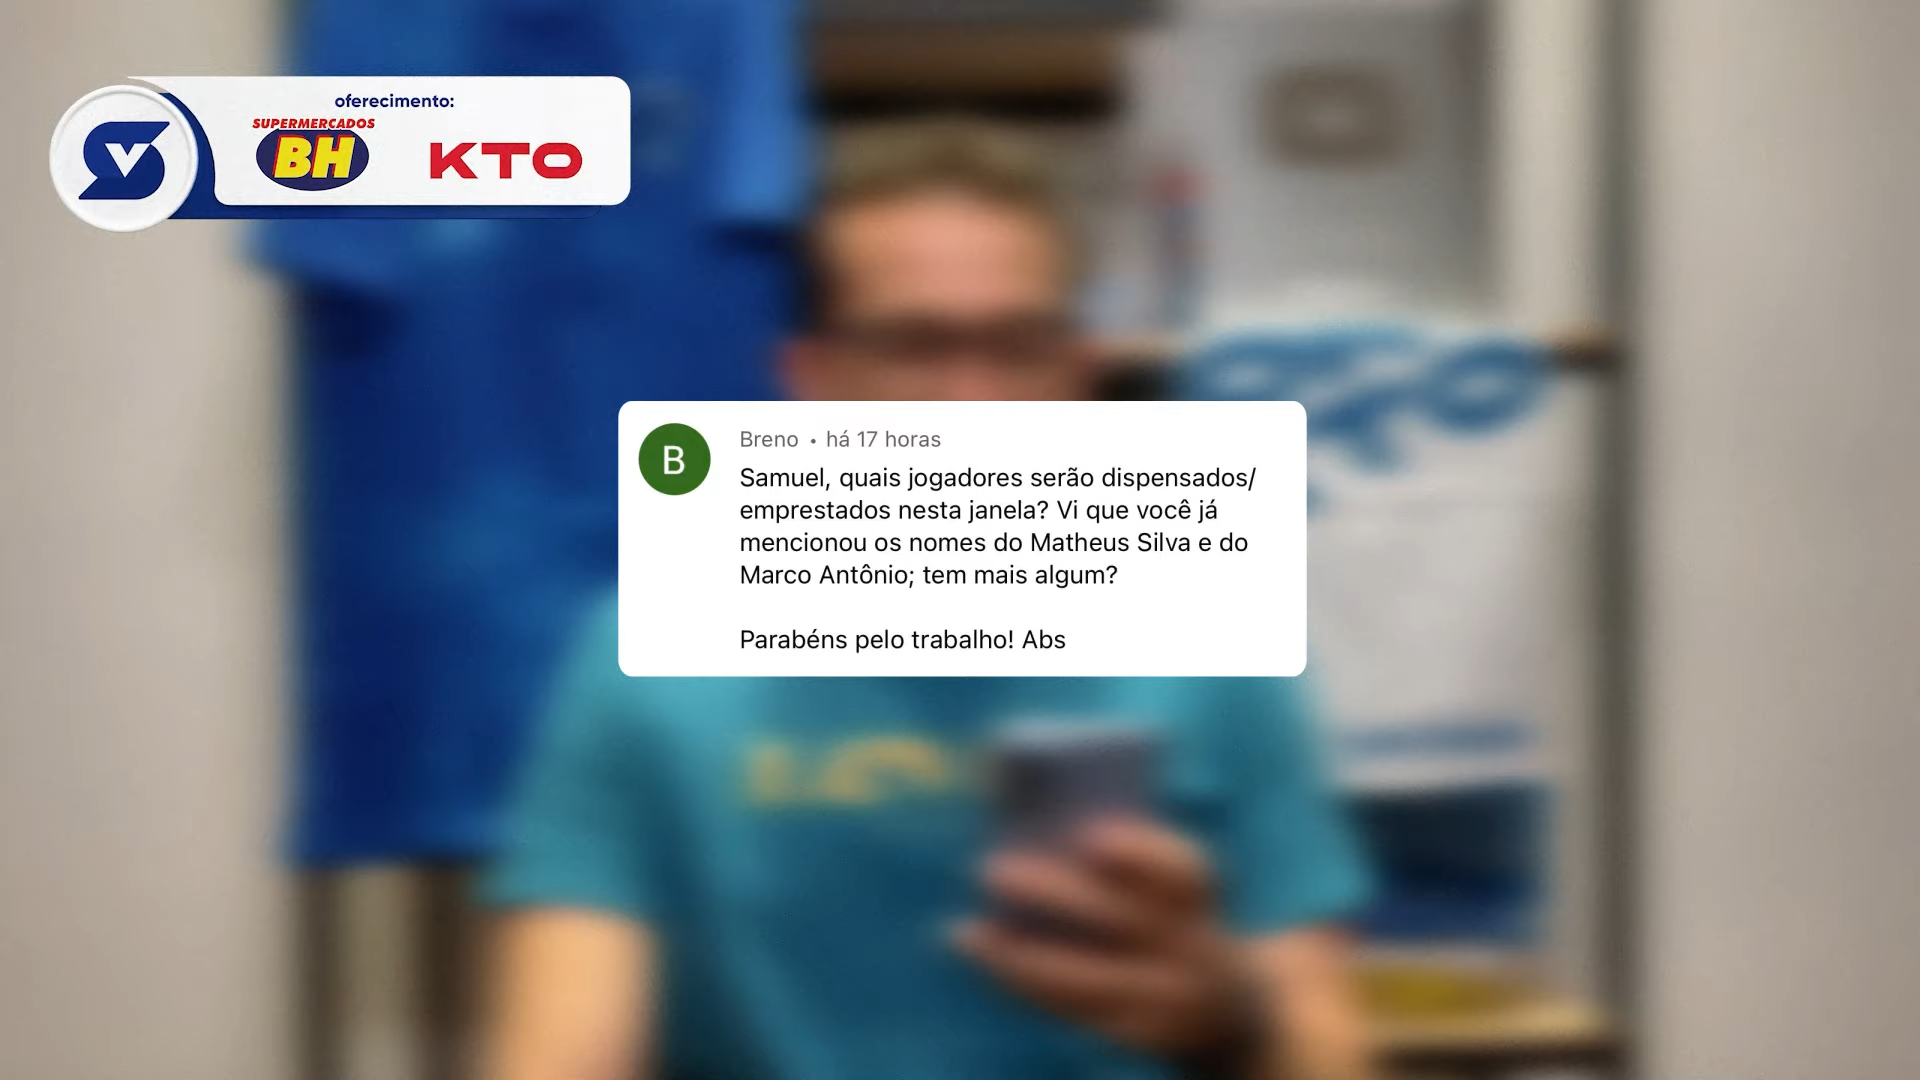 oferecimento:
SUPERMERCADOS
BH
KTO
SV
B
Breno • há 17 horas
Samuel, quais jogadores serão dispensados/
emprestados nesta janela? Vi que você já
mencionou os nomes do Matheus Silva e do
Marco Antônio; tem mais algum?
Parabéns pelo trabalho! Abs